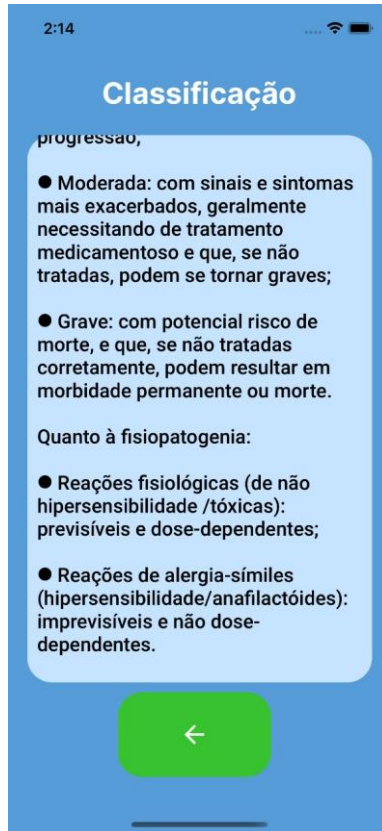 2:14
Classificação
progressão;
● Moderada: com sinais e sintomas
mais exacerbados, geralmente
necessitando de tratamento
medicamentoso e que, se não
tratadas, podem se tornar graves;
● Grave: com potencial risco de
morte, e que, se não tratadas
corretamente, podem resultar em
morbidade permanente ou morte.
Quanto à fisiopatogenia:
● Reações fisiológicas (de não
hipersensibilidade /tóxicas):
previsíveis e dose-dependentes;
● Reações de alergia-símiles
(hipersensibilidade/anafilactóides):
imprevisíveis e não dose-
dependentes.